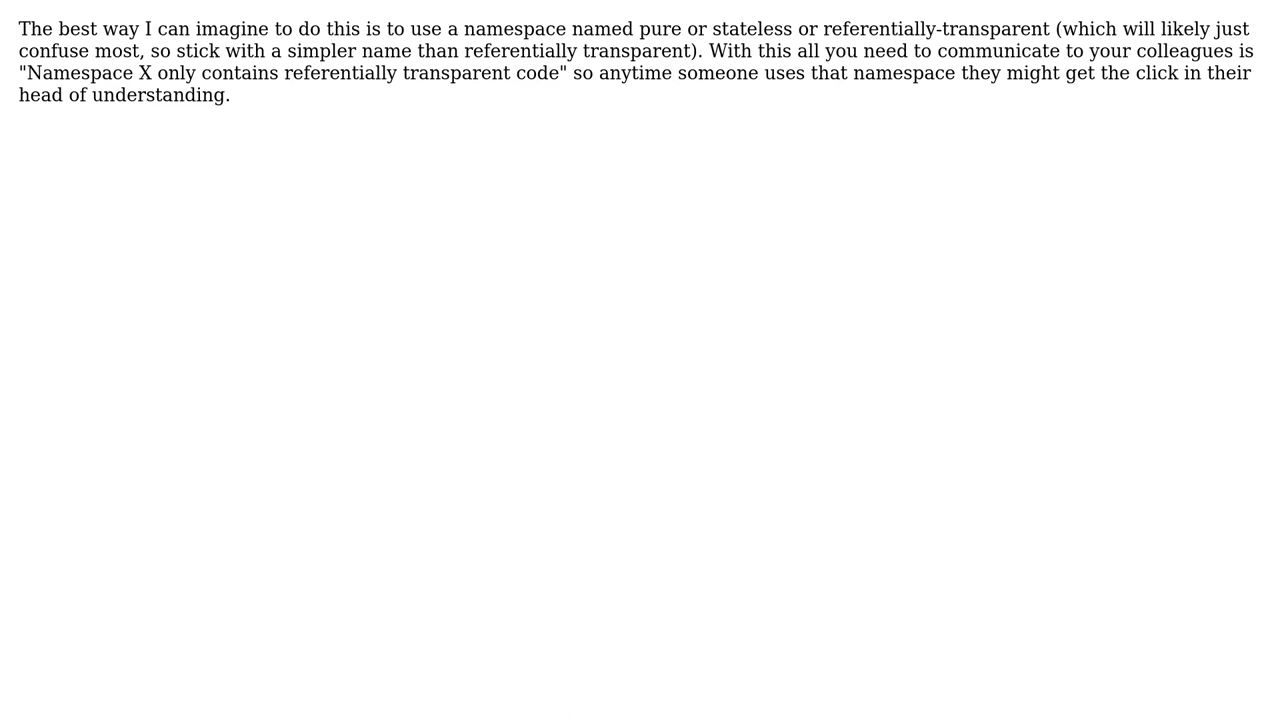 The best way I can imagine to do this is to use a namespace named pure or stateless or referentially-transparent (which will likely just
confuse most, so stick with a simpler name than referentially transparent). With this all you need to communicate to your colleagues is
"Namespace X only contains referentially transparent code" so anytime someone uses that namespace they might get the click in their
head of understanding.